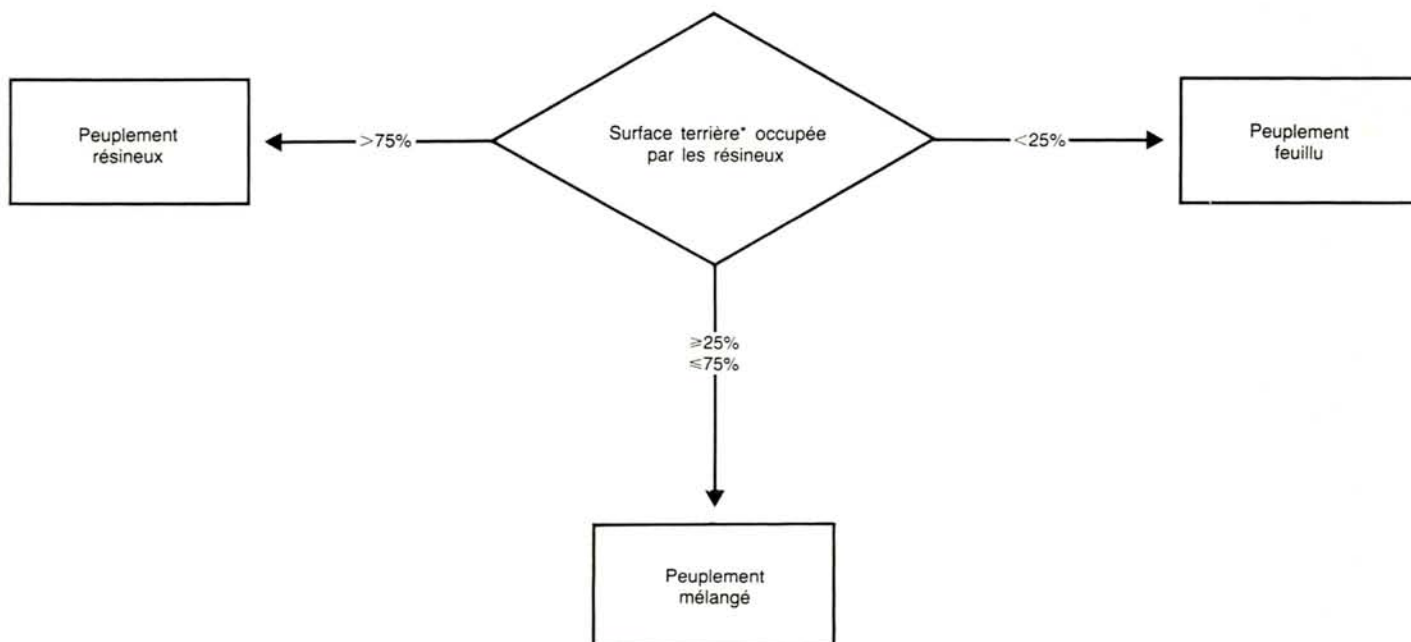 Surface terrière* occupée
par les résineux
>75%
Peuplement
résineux
<25%
Peuplement
feuillu
≥25%
≤75%
Peuplement
mélangé